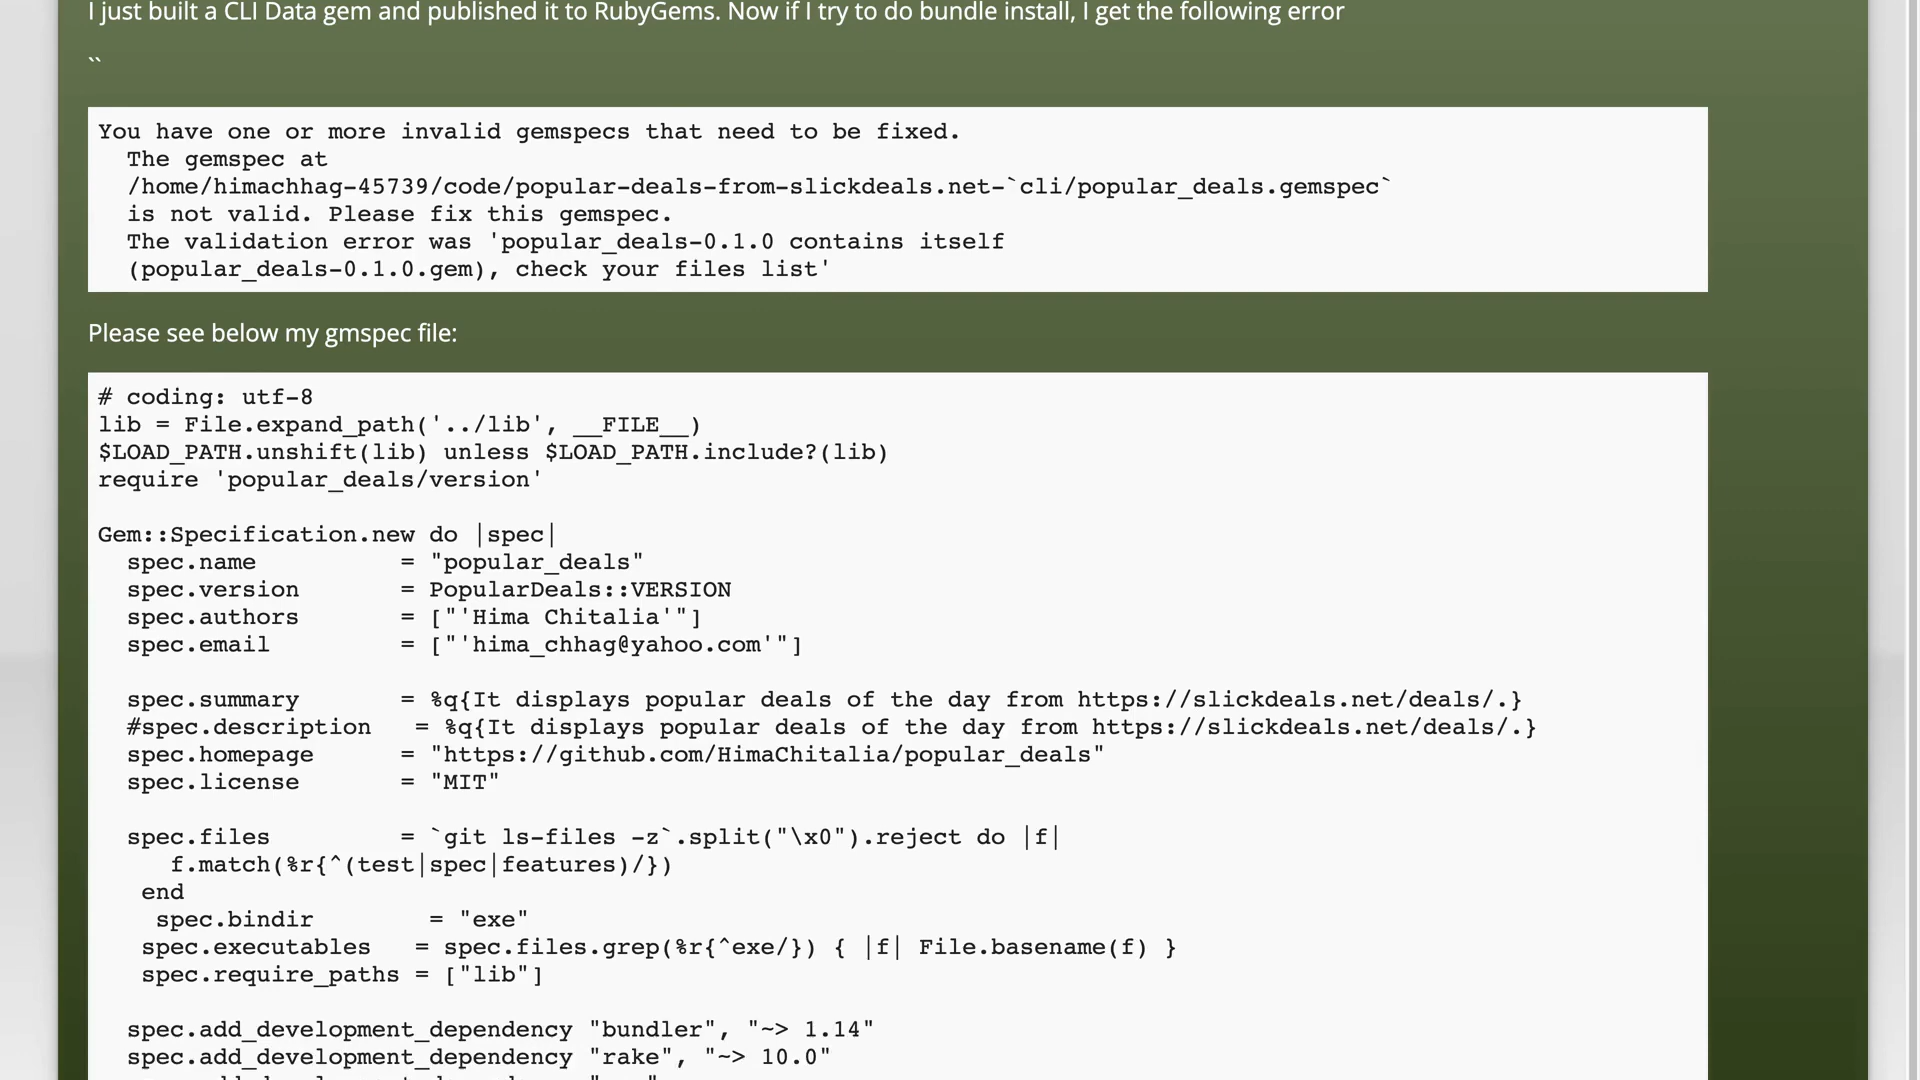 I just built a CLI Data gem and published it to RubyGems. Now if I try to do bundle install, I get the following error
``
You have one or more invalid gemspecs that need to be fixed.
  The gemspec at
  /home/himachhag-45739/code/popular-deals-from-slickdeals.net-`cli/popular_deals.gemspec`
  is not valid. Please fix this gemspec.
  The validation error was 'popular_deals-0.1.0 contains itself
  (popular_deals-0.1.0.gem), check your files list'
Please see below my gmspec file:
# coding: utf-8
lib = File.expand_path('../lib', __FILE__)
$LOAD_PATH.unshift(lib) unless $LOAD_PATH.include?(lib)
require 'popular_deals/version'

Gem::Specification.new do |spec|
  spec.name          = "popular_deals"
  spec.version       = PopularDeals::VERSION
  spec.authors       = ["'Hima Chitalia'"]
  spec.email         = ["'hima_chhag@yahoo.com'"]

  spec.summary       = %q{It displays popular deals of the day from https://slickdeals.net/deals/.}
  #spec.description   = %q{It displays popular deals of the day from https://slickdeals.net/deals/.}
  spec.homepage      = "https://github.com/HimaChitalia/popular_deals"
  spec.license       = "MIT"

  spec.files         = `git ls-files -z`.split("\x0").reject do |f|
     f.match(%r{^(test|spec|features)/})
   end
    spec.bindir        = "exe"
   spec.executables   = spec.files.grep(%r{^exe/}) { |f| File.basename(f) }
   spec.require_paths = ["lib"]

  spec.add_development_dependency "bundler", "~> 1.14"
  spec.add_development_dependency "rake", "~> 10.0"